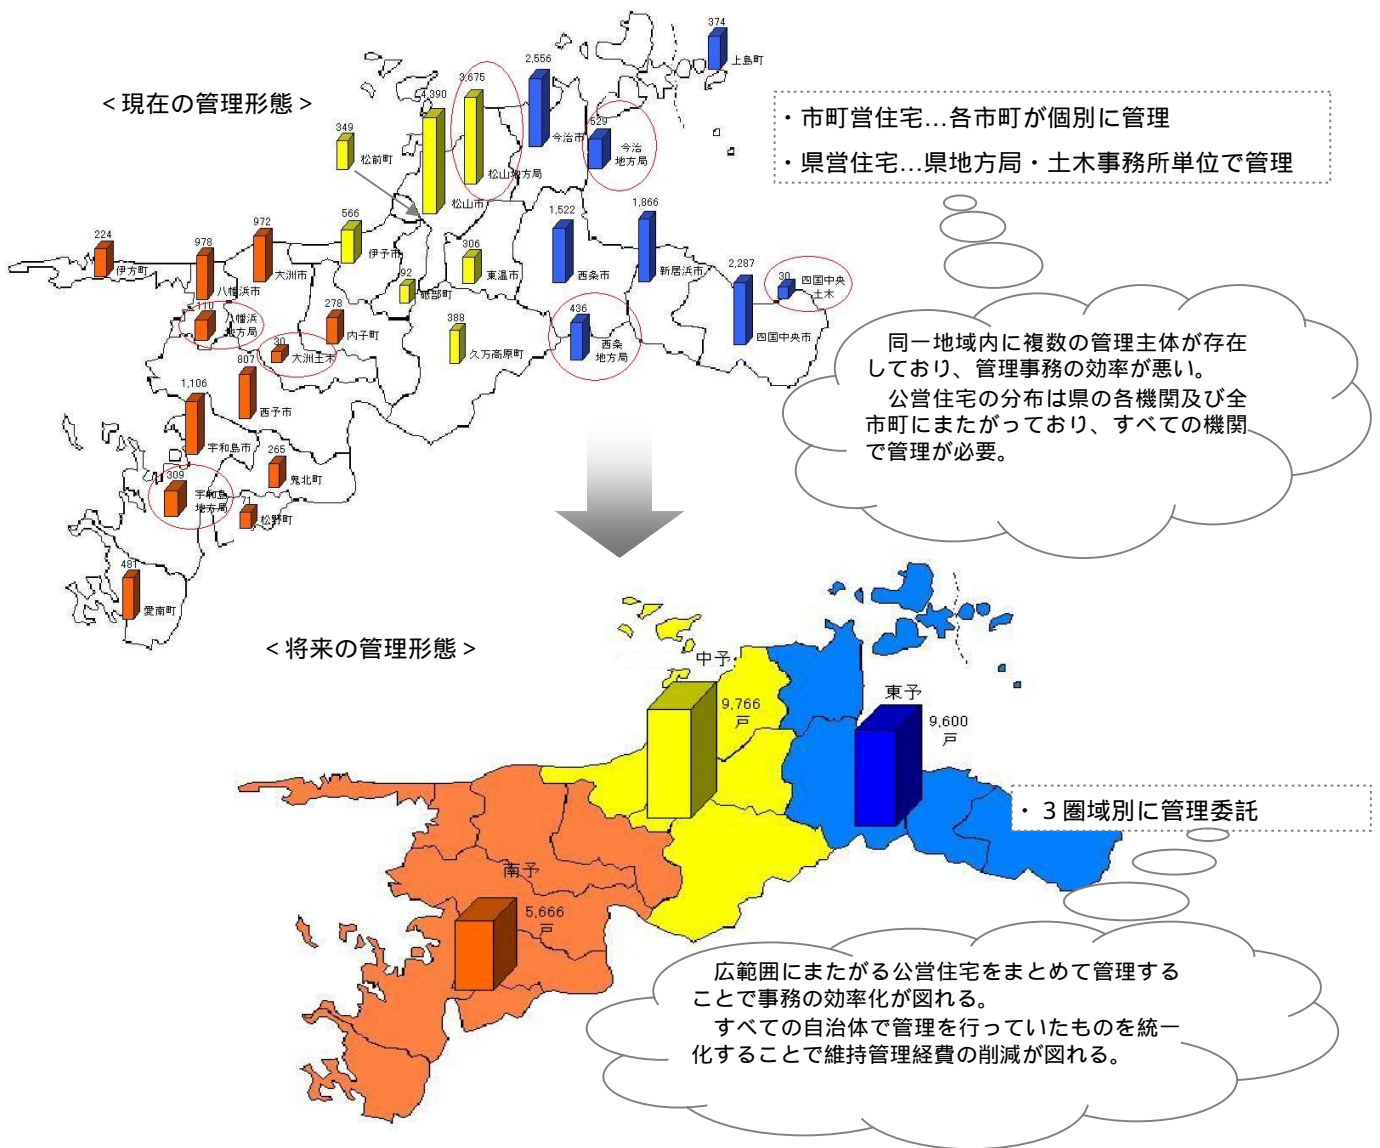 ＜現在の管理形態＞
374
上島町
2,556
今治市
3,675
松山地方局
4,390
松山市
529
今治
地方局
349
松前町
・市町営住宅…各市町が個別に管理
・県営住宅…県地方局・土木事務所単位で管理
224
伊方町
978
八幡浜市
972
大洲市
566
伊予市
92
砥部町
306
東温市
1,522
西条市
1,866
新居浜市
2,287
四国中央市
30
四国中央
土木
110
八幡浜
地方局
30
大洲土木
278
内子町
388
久万高原町
436
西条
地方局
807
西予市
1,106
宇和島市
265
鬼北町
309
宇和島
地方局
71
松野町
481
愛南町
同一地域内に複数の管理主体が存在
しており、管理事務の効率が悪い。
公営住宅の分布は県の各機関及び全
市町にまたがっており、すべての機関
で管理が必要。
＜将来の管理形態＞
中予
9,766
戸
東予
9,600
戸
・３圏域別に管理委託
南予
5,666
戸
広範囲にまたがる公営住宅をまとめて管理する
ことで事務の効率化が図れる。
すべての自治体で管理を行っていたものを統一
化することで維持管理経費の削減が図れる。